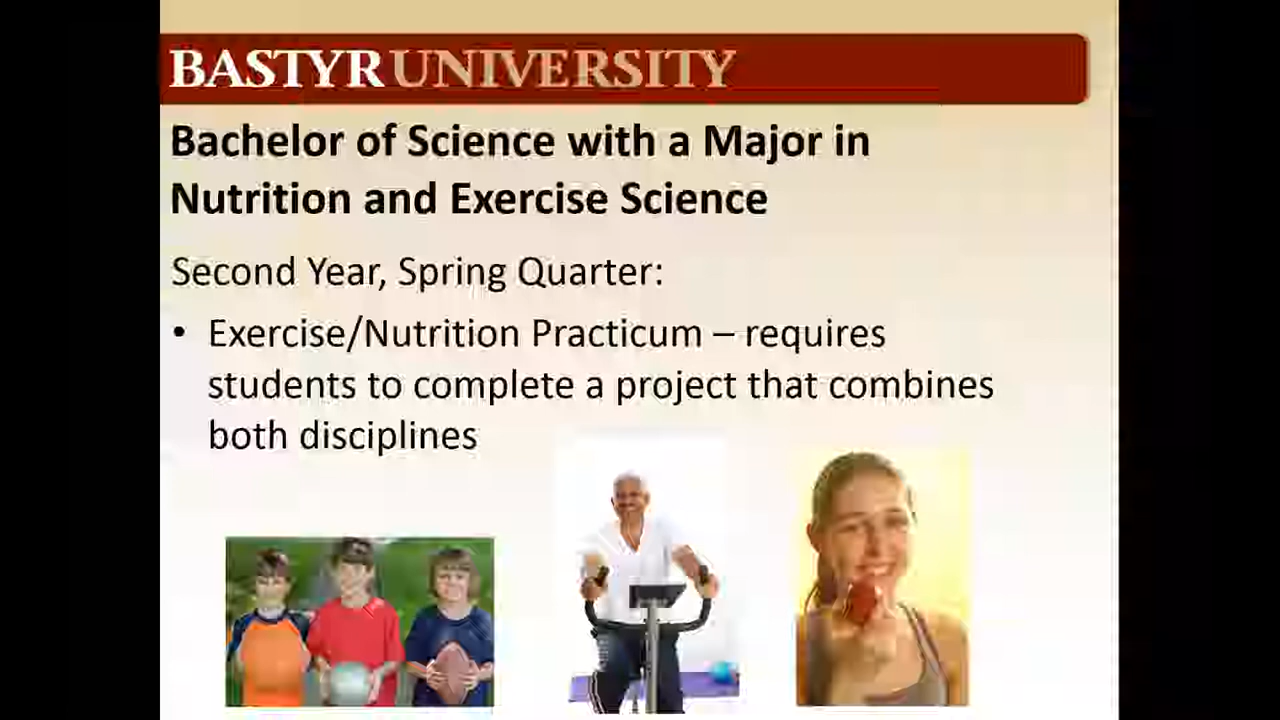 BASTYR UNIVERSITY
Bachelor of Science with a Major in
Nutrition and Exercise Science
Second Year, Spring Quarter:
• Exercise/Nutrition Practicum – requires
students to complete a project that combines
both disciplines